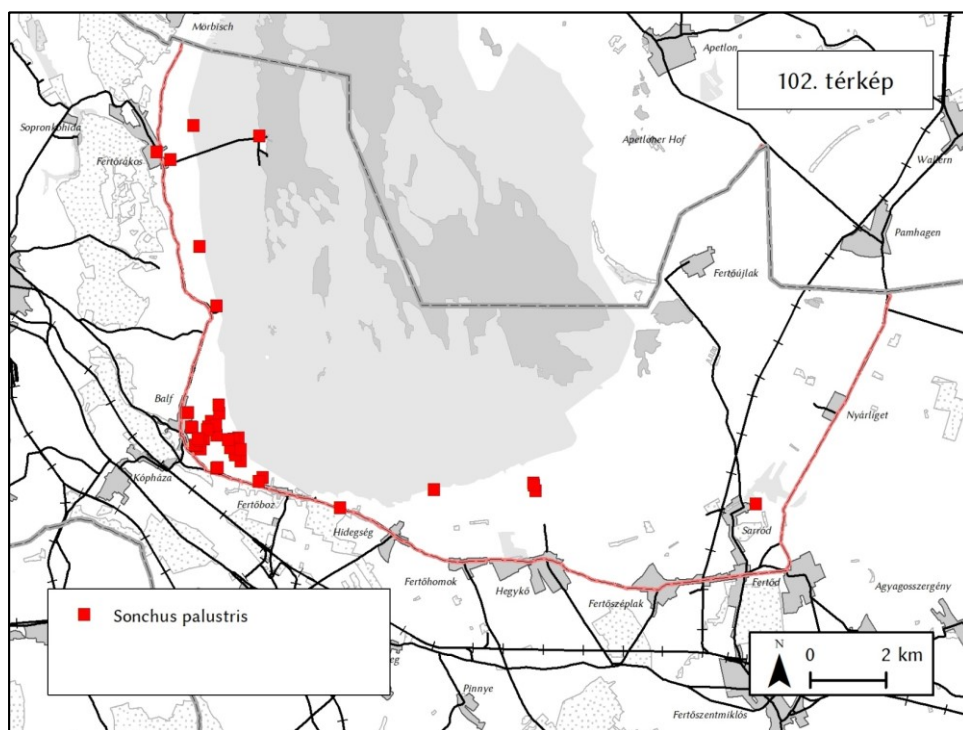 Mörbisch
Apetlon
102. térkép
Sopronkőhida
Apetloner Hof
Wallern
Fertőrákos
Pamhagen
Fertőújlak
Balf
Nyárliget
Kópháza
Fertőboz
Hidegség
Sarród
Fertőhomok
Hegykő
Fertőszéplak
Fertőd
Agyagosszergény
Sonchus palustris
N
0 2 km
Pinnye
Fertőszentmiklós